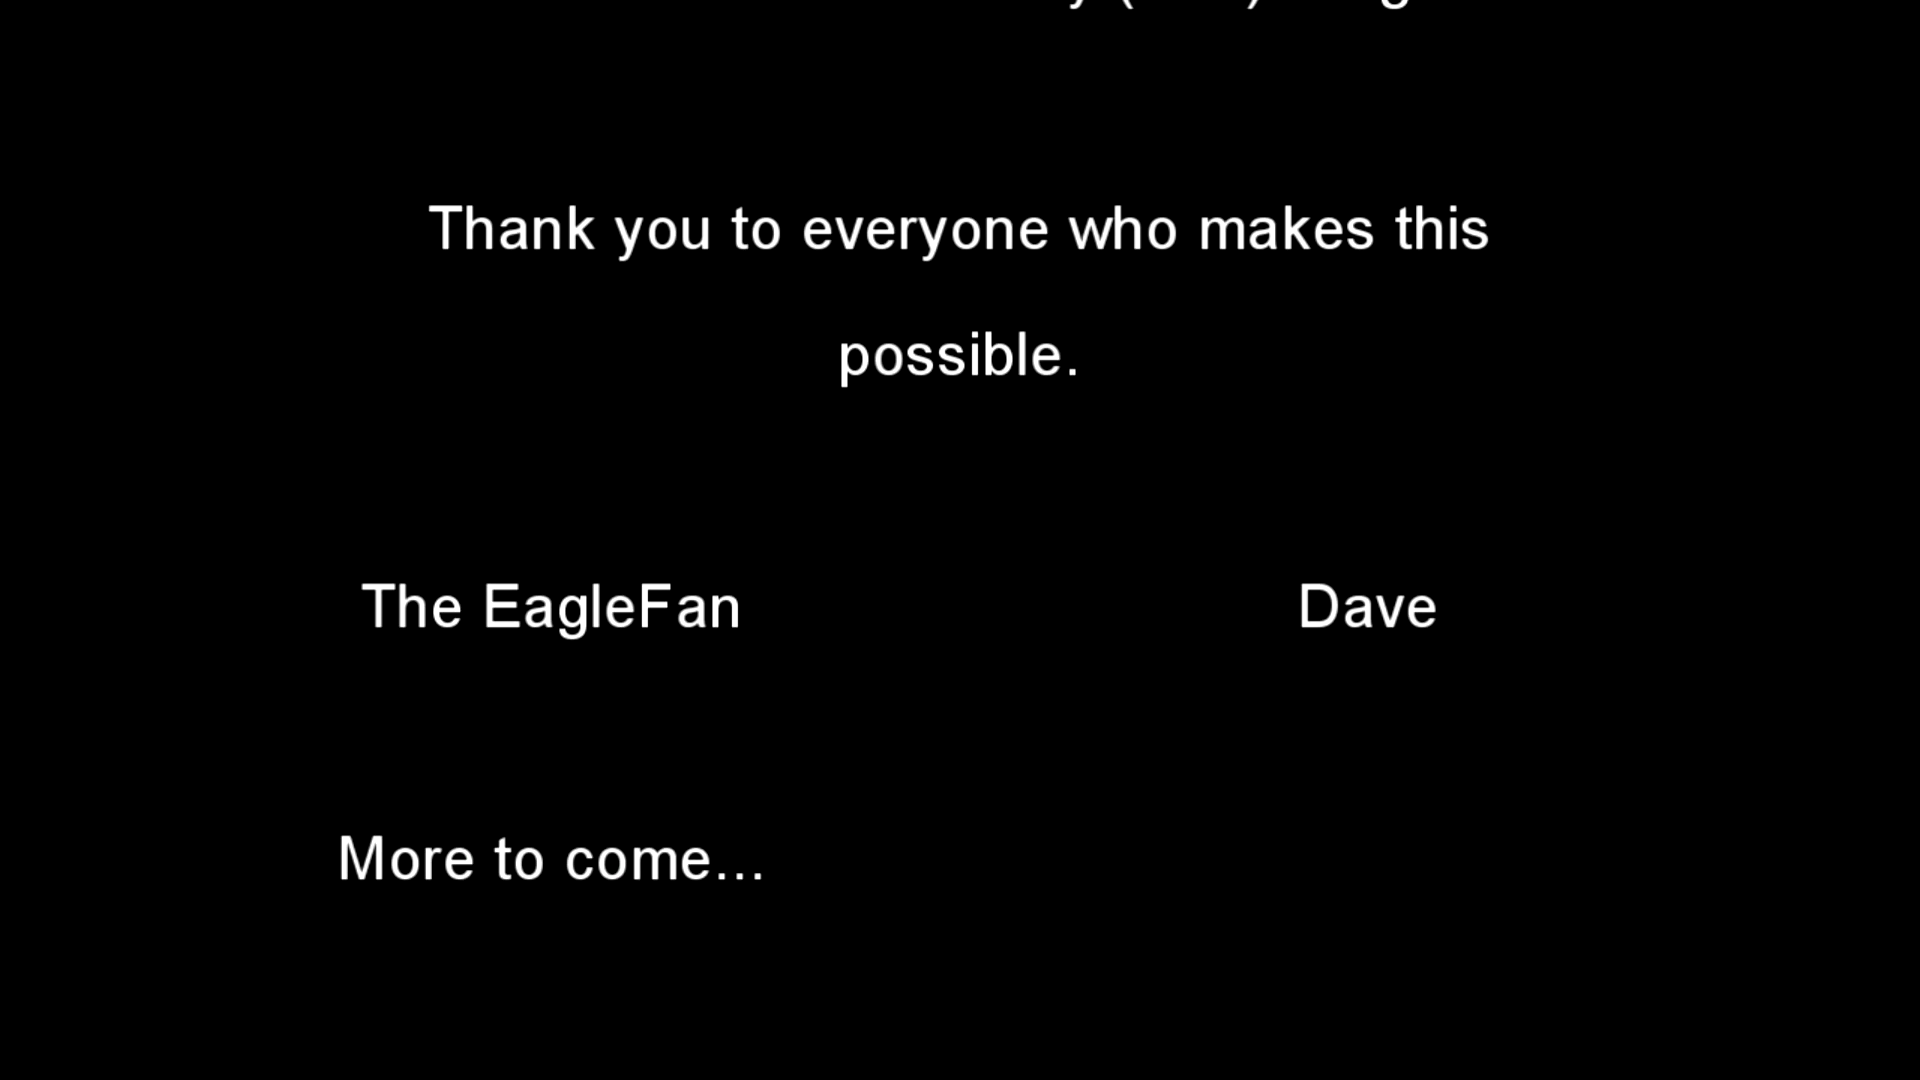 Thank you to everyone who makes this
possible.
The EagleFan Dave
More to come...